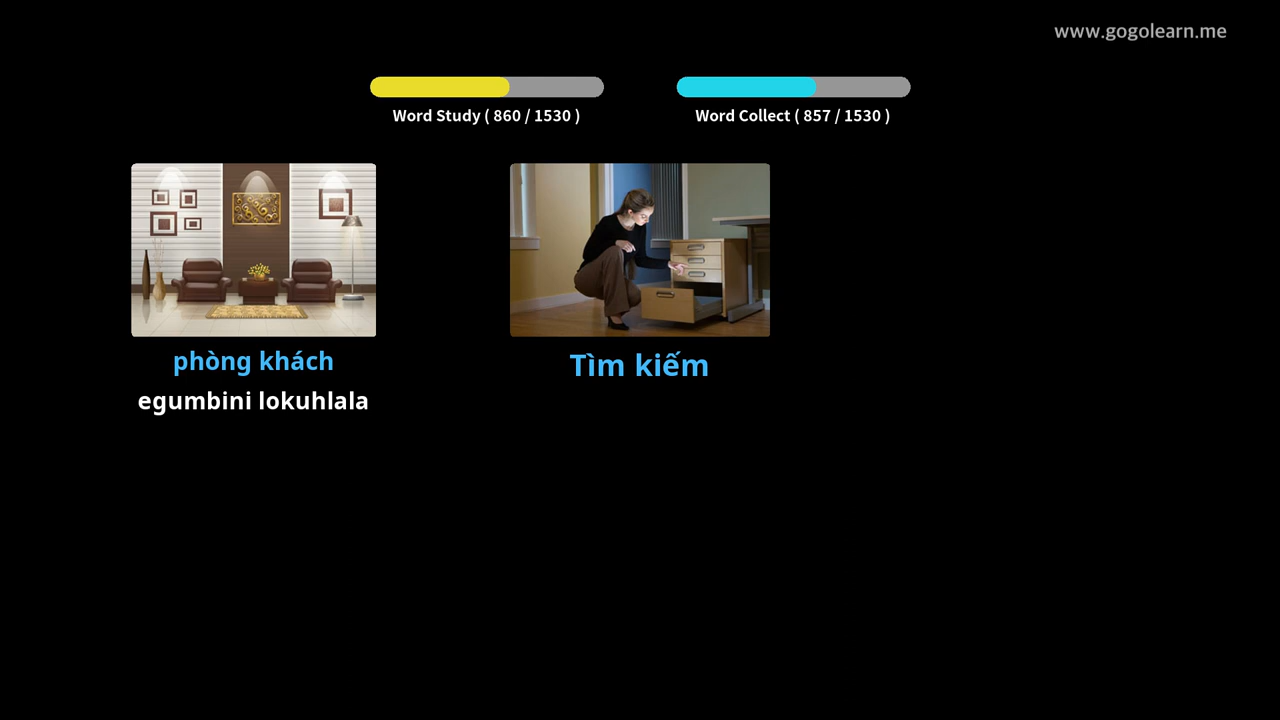 www.gogolearn.me
Word Study ( 860 / 1530 )
Word Collect ( 857 / 1530 )
phòng khách
egumbini lokuhlala
Tìm kiếm